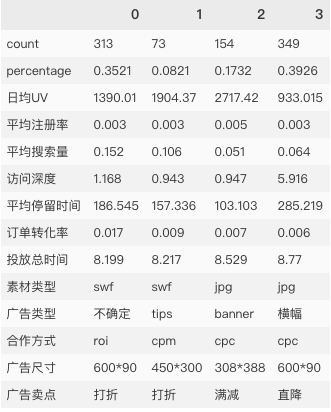 0 1 2 3
count 313 73 154 349
percentage 0.3521 0.0821 0.1732 0.3926
日均UV 1390.01 1904.37 2717.42 933.015
平均注册率 0.003 0.003 0.005 0.003
平均搜索量 0.152 0.106 0.051 0.064
访问深度 1.168 0.943 0.947 5.916
平均停留时间 186.545 157.336 103.103 285.219
订单转化率 0.017 0.009 0.007 0.006
投放总时间 8.199 8.217 8.529 8.77
素材类型 swf swf jpg jpg
广告类型 不确定 tips banner 横幅
合作方式 roi cpm cpc cpc
广告尺寸 600*90 450*300 308*388 600*90
广告卖点 打折 打折 满减 直降